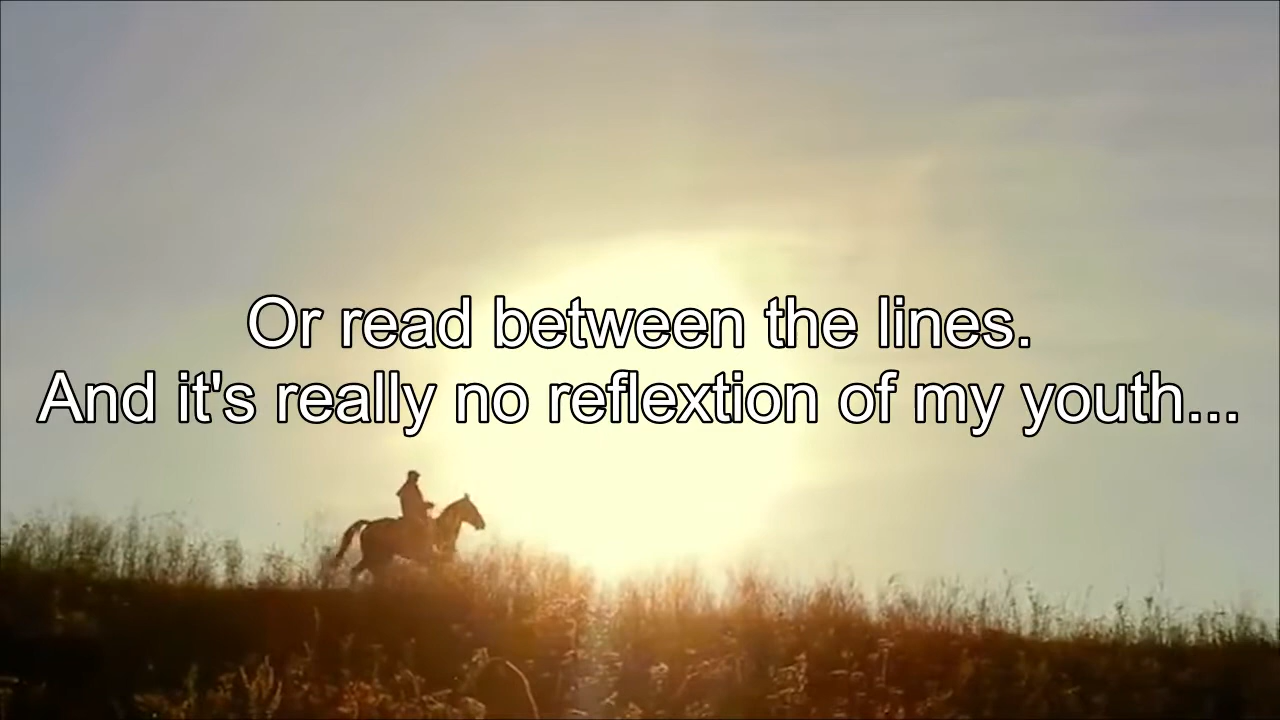 Or read between the lines.
And it's really no reflextion of my youth...